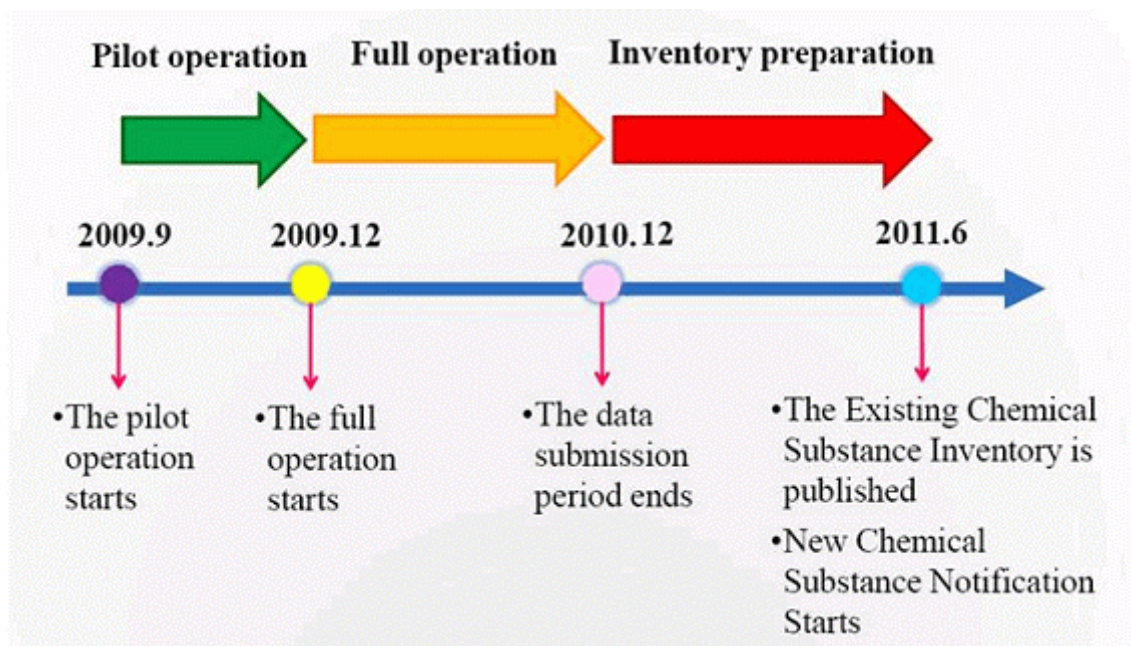 Pilot operation
Full operation
Inventory preparation
2009.9
2009.12
2010.12
2011.6
•The pilot
operation
starts
•The full
operation
starts
•The data
submission
period ends
•The Existing Chemical
Substance Inventory is
published
•New Chemical
Substance Notification
Starts